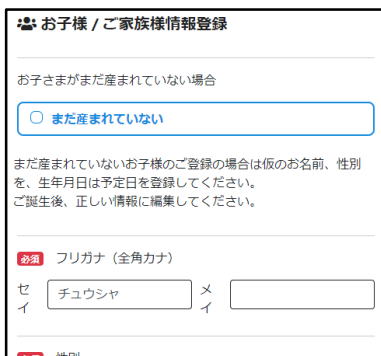 お子様 / ご家族様情報登録
お子さまがまだ産まれていない場合
まだ産まれていない
まだ産まれていないお子様のご登録の場合は仮のお名前、性別
を、生年月日は予定日を登録してください。
ご誕生後、正しい情報に編集してください。
必須 フリガナ（全角カナ）
セイ チュウシャ メイ
必須 性別